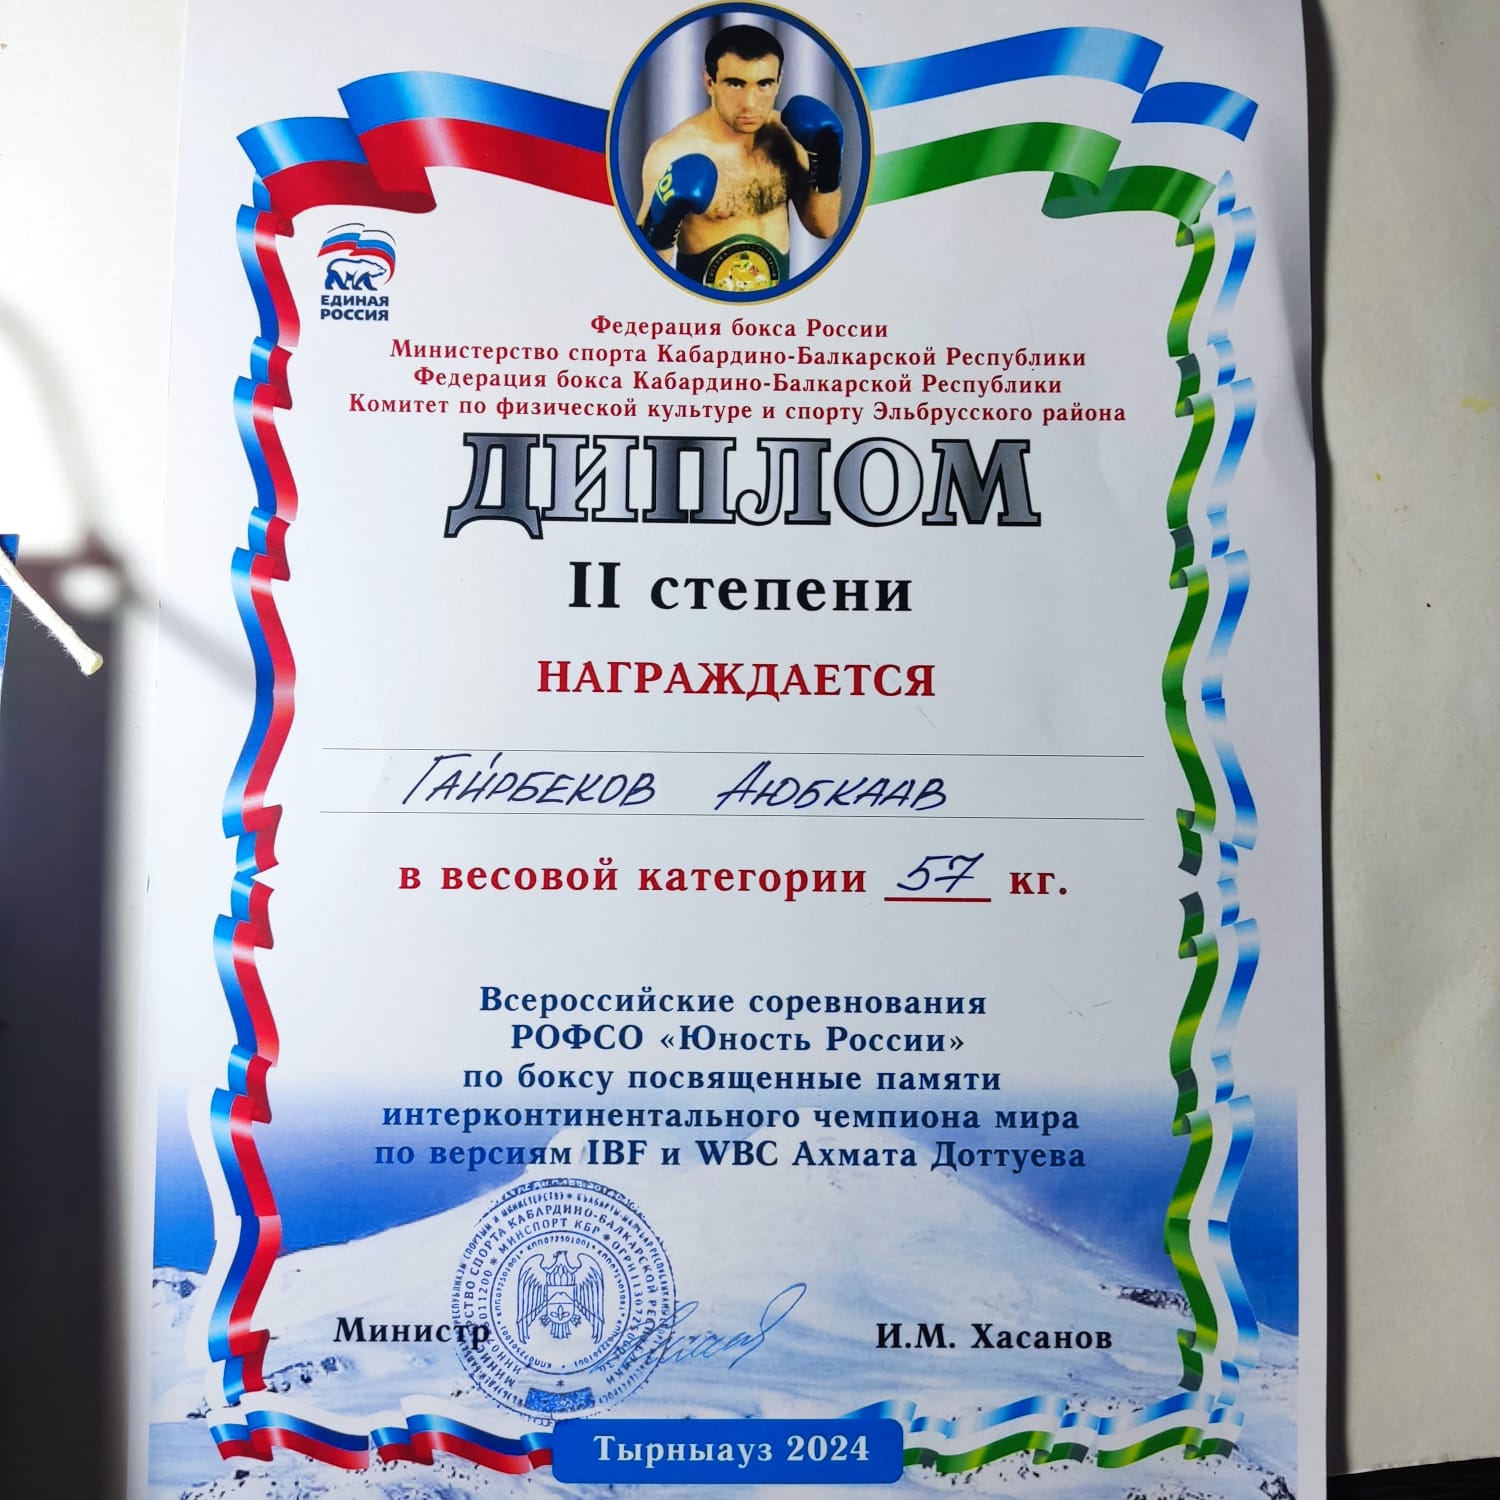 ЕДИНАЯ
РОССИЯ
Федерация бокса России
Министерство спорта Кабардино-Балкарской Республики
Федерация бокса Кабардино-Балкарской Республики
Комитет по физической культуре и спорту Эльбрусского района
ДИПЛОМ
II степени
НАГРАЖДАЕТСЯ
Гайрбеков Аюбкаав
в весовой категории 57 кг.
Всероссийские соревнования
РОФСО «Юность России»
по боксу посвященные памяти
интерконтинентального чемпиона мира
по версиям IBF и WBC Ахмата Доттуева
МИНСПОРТ КБР
Министр
И.М. Хасанов
Тырныауз 2024